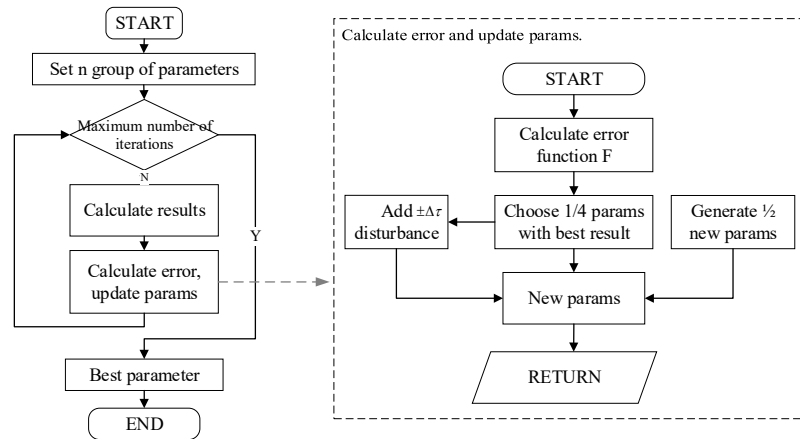 START
Set n group of parameters
Maximum number of
iterations
N
Calculate results
Y
Calculate error,
update params
Best parameter
END
Calculate error and update params.
START
Calculate error
function F
Add ±Δτ
disturbance
Choose 1/4 params
with best result
Generate ½
new params
New params
RETURN